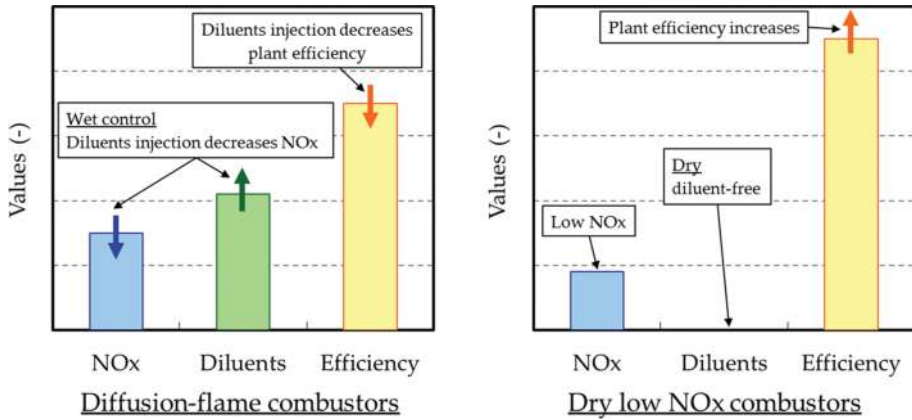 Diluents injection decreases
plant efficiency
Wet control
Diluents injection decreases NOx
Values (-)
NOx
Diluents
Efficiency
Diffusion-flame combustors
Plant efficiency increases
Dry
diluent-free
Low NOx
Values (-)
NOx
Diluents
Efficiency
Dry low NOx combustors